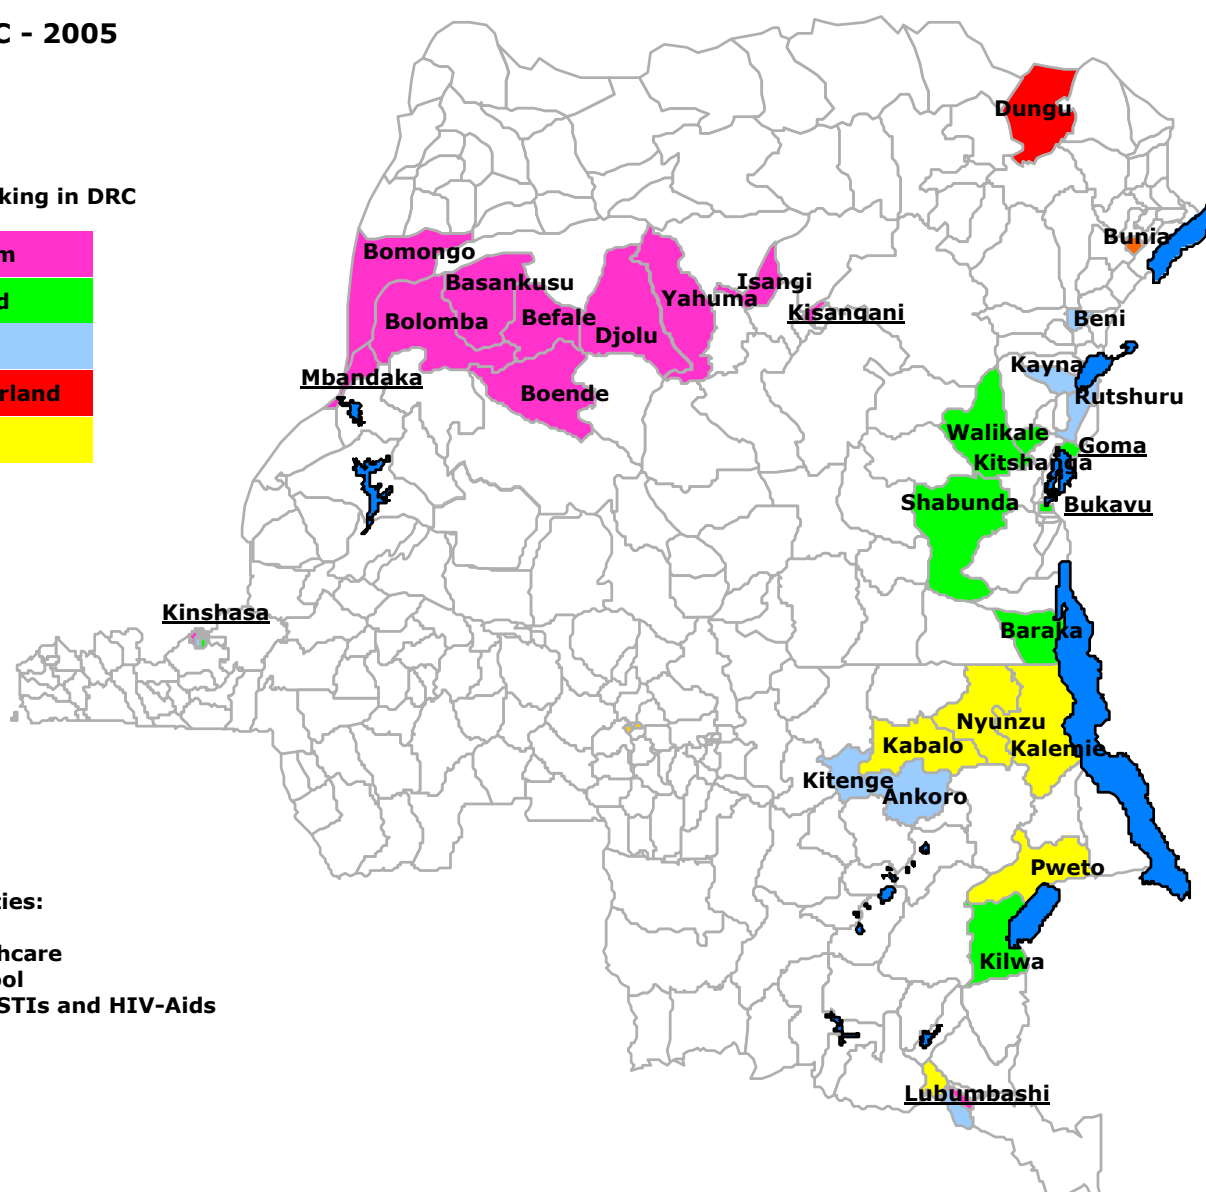 C - 2005
king in DRC
m
d
rland
Dungu
Bunia
Bomongo
Basankusu
Isangi
Yahuma
Kisangani
Beni
Bolomba
Befale
Djolu
Kayna
Mbandaka
Boende
Rutshuru
Walikale
Goma
Kitshanga
Shabunda
Bukavu
Kinshasa
Baraka
Nyunzu
Kabalo
Kalemie
Kitenge
Ankoro
Pweto
ties:
hcare
Kilwa
ool
STIs and HIV-Aids
Lubumbashi